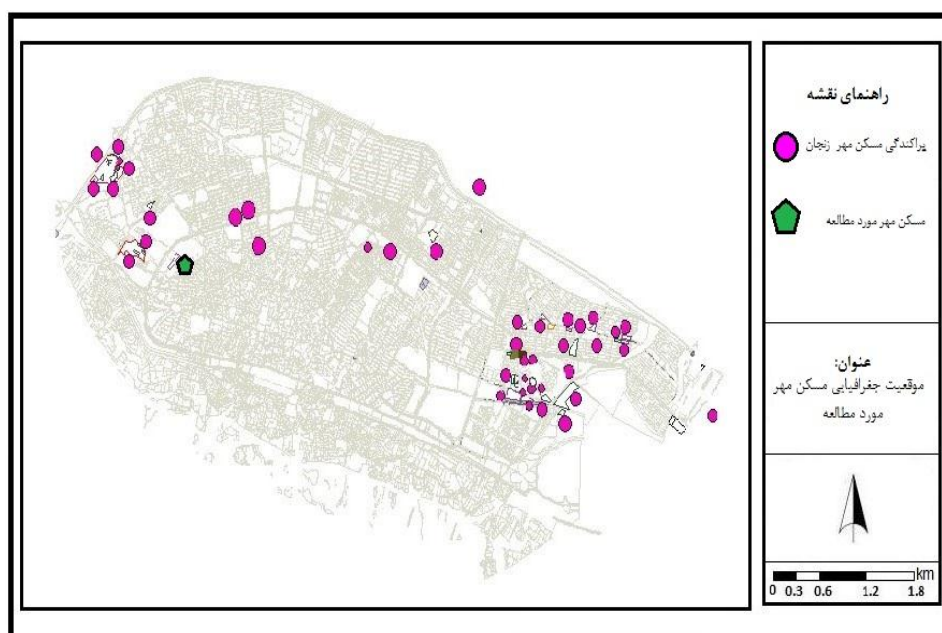 راهنمای نقشه
پراکندگی مسکن مهر زنجان
مسکن مهر مورد مطالعه
عنوان:
موقعیت جغرافیایی مسکن مهر
مورد مطالعه
km
0 0.3 0.6 1.2 1.8